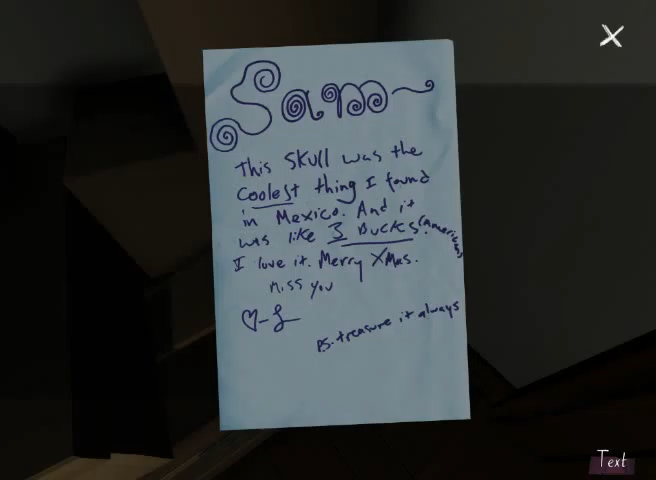 Sam
This skull was the
coolest thing I found
in Mexico. And it
was like 3 BUCKS! (American)
I love it. Merry XMas.
Miss you
♡-L
PS. treasure it always
Text